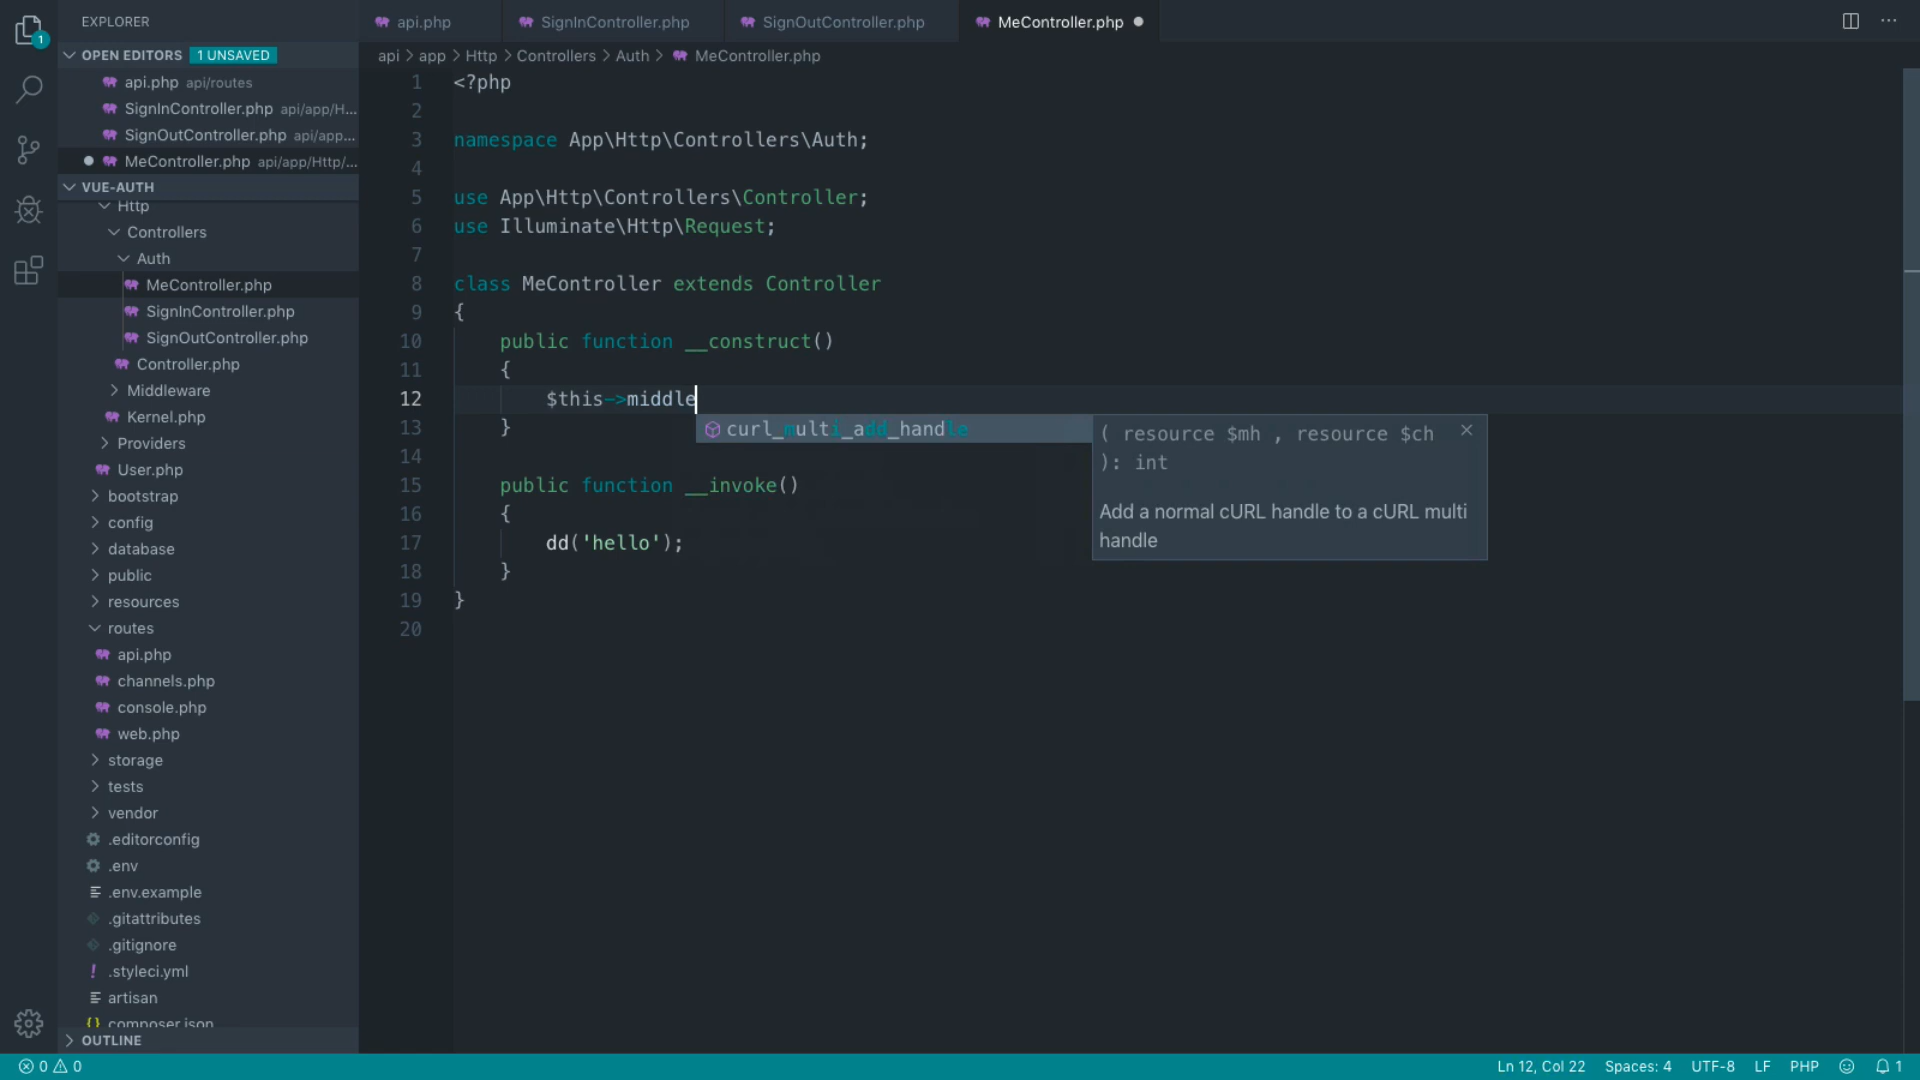 EXPLORER
OPEN EDITORS 1 UNSAVED
api.php api/routes
SignInController.php api/app/H...
SignOutController.php api/app...
MeController.php api/app/Http/...
VUE-AUTH
Http
Controllers
Auth
MeController.php
SignInController.php
SignOutController.php
Controller.php
Middleware
Kernel.php
Providers
User.php
bootstrap
config
database
public
resources
routes
api.php
channels.php
console.php
web.php
storage
tests
vendor
.editorconfig
.env
.env.example
.gitattributes
.gitignore
.styleci.yml
artisan
composer.json
OUTLINE
1
api.php SignInController.php SignOutController.php MeController.php
api > app > Http > Controllers > Auth > MeController.php
1 <?php
2
3 namespace App\Http\Controllers\Auth;
4
5 use App\Http\Controllers\Controller;
6 use Illuminate\Http\Request;
7
8 class MeController extends Controller
9 {
10 public function __construct()
11 {
12 $this->middle
13 }
14
15 public function __invoke()
16 {
17 dd('hello');
18 }
19 }
20
curl_multi_add_handle
( resource $mh , resource $ch
): int
Add a normal cURL handle to a cURL multi
handle
0 0 Ln 12, Col 22 Spaces: 4 UTF-8 LF PHP 1